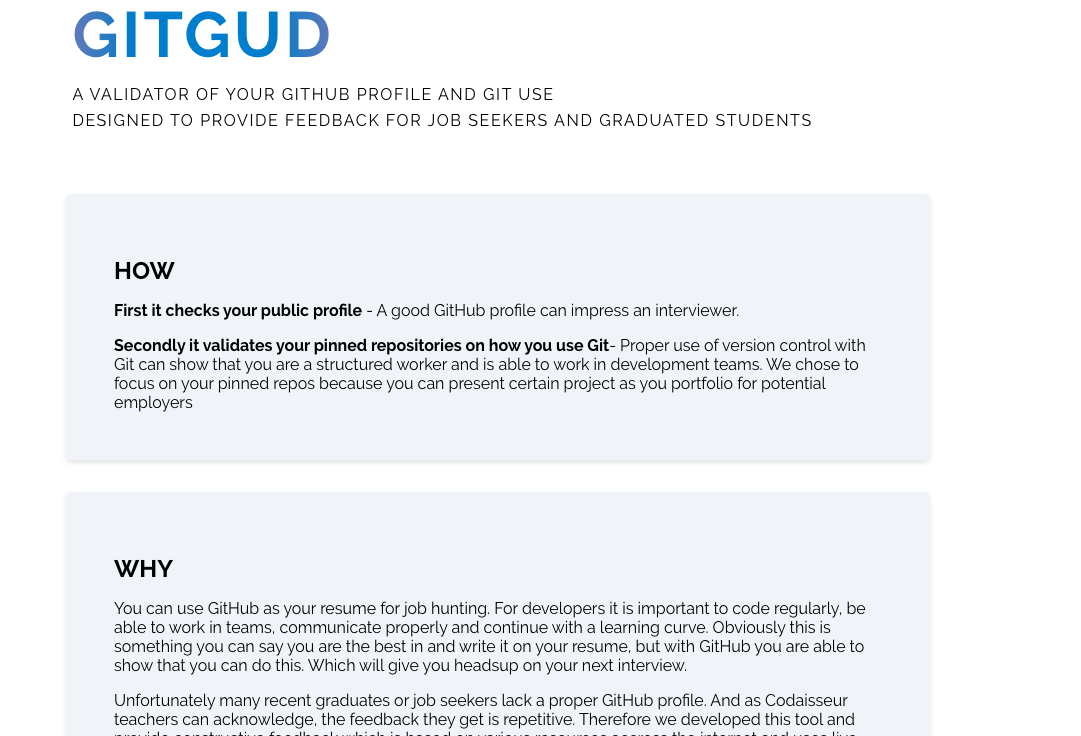 GITGUD
A VALIDATOR OF YOUR GITHUB PROFILE AND GIT USE
DESIGNED TO PROVIDE FEEDBACK FOR JOB SEEKERS AND GRADUATED STUDENTS
HOW
First it checks your public profile - A good GitHub profile can impress an interviewer.
Secondly it validates your pinned repositories on how you use Git- Proper use of version control with
Git can show that you are a structured worker and is able to work in development teams. We chose to
focus on your pinned repos because you can present certain project as you portfolio for potential
employers
WHY
You can use GitHub as your resume for job hunting. For developers it is important to code regularly, be
able to work in teams, communicate properly and continue with a learning curve. Obviously this is
something you can say you are the best in and write it on your resume, but with GitHub you are able to
show that you can do this. Which will give you headsup on your next interview.
Unfortunately many recent graduates or job seekers lack a proper GitHub profile. And as Codaisseur
teachers can acknowledge, the feedback they get is repetitive. Therefore we developed this tool and